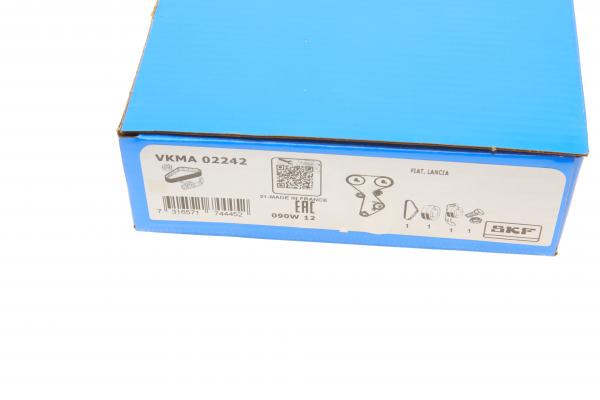 VKMA 02242
FIAT, LANCIA
21-MADE IN FRANCE
EAC
7 316571 744452
090W 12
1 1 1 1
SKF